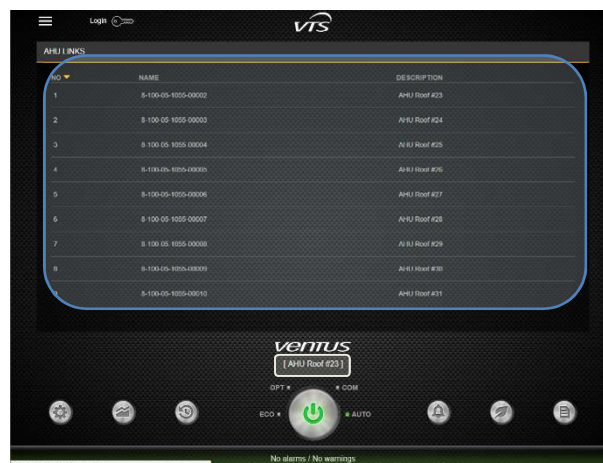 Login
VTS
AHU LINKS
NO NAME DESCRIPTION
1 8-100-05-1055-00002 AHU Roof #23
2 8-100-05-1055-00003 AHU Roof #24
3 8-100-05-1055-00004 AHU Roof #25
4 8-100-05-1055-00005 AHU Roof #26
5 8-100-05-1055-00006 AHU Roof #27
6 8-100-05-1055-00007 AHU Roof #28
7 8-100-05-1055-00008 AHU Roof #29
8 8-100-05-1055-00009 AHU Roof #30
9 8-100-05-1055-00010 AHU Roof #31
ventus
[ AHU Roof #23 ]
OPT COM
ECO AUTO
No alarms / No warnings